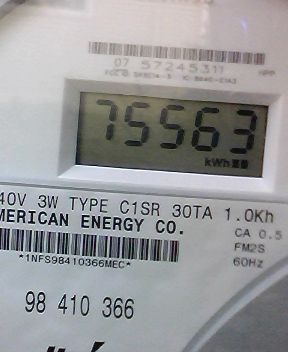 07 57245311
75563
kWh
40V 3W TYPE C1SR 30TA 1.0Kh
MERICAN ENERGY CO.
CA 0.5
*1NFS98410366MEC*
FM2S
60Hz
98 410 366